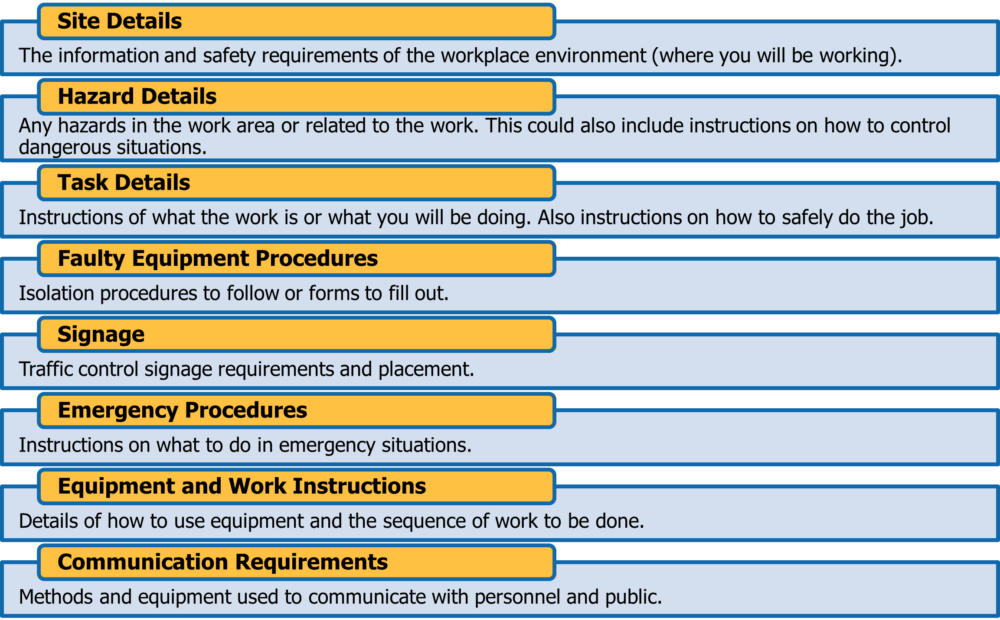 Site Details
The information and safety requirements of the workplace environment (where you will be working).
Hazard Details
Any hazards in the work area or related to the work. This could also include instructions on how to control
dangerous situations.
Task Details
Instructions of what the work is or what you will be doing. Also instructions on how to safely do the job.
Faulty Equipment Procedures
Isolation procedures to follow or forms to fill out.
Signage
Traffic control signage requirements and placement.
Emergency Procedures
Instructions on what to do in emergency situations.
Equipment and Work Instructions
Details of how to use equipment and the sequence of work to be done.
Communication Requirements
Methods and equipment used to communicate with personnel and public.